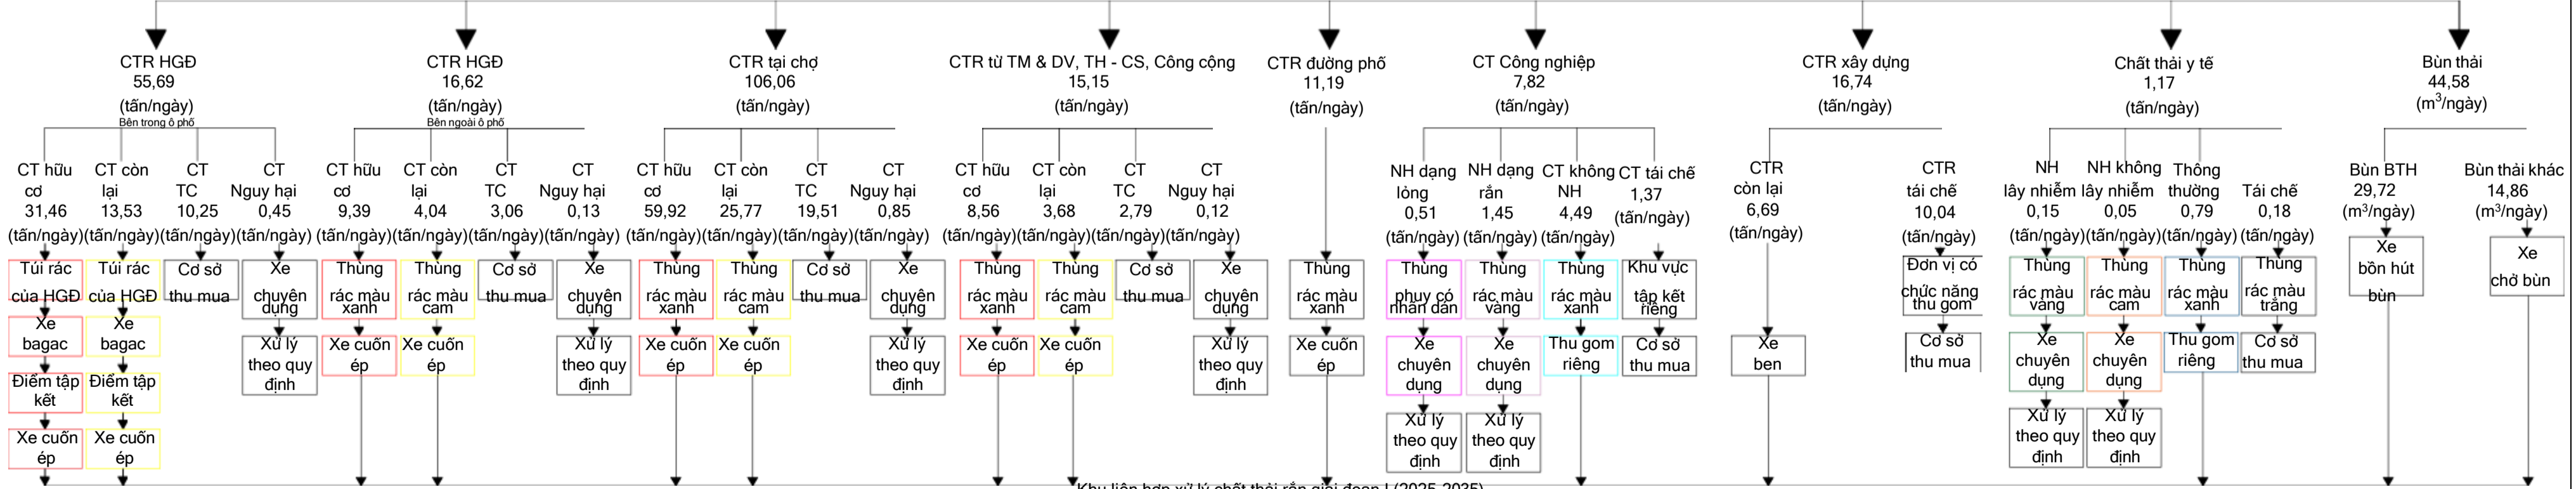 CTR HGĐ
55,69
(tấn/ngày)
Bên trong ô phố
CT hữu
cơ
31,46
(tấn/ngày)
Túi rác
của HGĐ
Xe
bagac
Điểm tập
kết
Xe cuốn
ép
CT còn
lại
13,53
(tấn/ngày)
Túi rác
của HGĐ
Xe
bagac
Điểm tập
kết
Xe cuốn
ép
CT
TC
10,25
(tấn/ngày)
Cơ sở
thu mua
CT
Nguy hại
0,45
(tấn/ngày)
Xe
chuyên
dụng
Xử lý
theo quy
định
CTR HGĐ
16,62
(tấn/ngày)
Bên ngoài ô phố
CT hữu
cơ
9,39
(tấn/ngày)
Thùng
rác màu
xanh
Xe cuốn
ép
CT còn
lại
4,04
(tấn/ngày)
Thùng
rác màu
cam
Xe cuốn
ép
CT
TC
3,06
(tấn/ngày)
Cơ sở
thu mua
CT
Nguy hại
0,13
(tấn/ngày)
Xe
chuyên
dụng
Xử lý
theo quy
định
CTR tại chợ
106,06
(tấn/ngày)
CT hữu
cơ
59,92
(tấn/ngày)
Thùng
rác màu
xanh
Xe cuốn
ép
CT còn
lại
25,77
(tấn/ngày)
Thùng
rác màu
cam
Xe cuốn
ép
CT
TC
19,51
(tấn/ngày)
Cơ sở
thu mua
CT
Nguy hại
0,85
(tấn/ngày)
Xe
chuyên
dụng
Xử lý
theo quy
định
CTR từ TM & DV, TH - CS, Công cộng
15,15
(tấn/ngày)
CT hữu
cơ
8,56
(tấn/ngày)
Thùng
rác màu
xanh
Xe cuốn
ép
CT còn
lại
3,68
(tấn/ngày)
Thùng
rác màu
cam
Xe cuốn
ép
CT
TC
2,79
(tấn/ngày)
Cơ sở
thu mua
CT
Nguy hại
0,12
(tấn/ngày)
Xe
chuyên
dụng
Xử lý
theo quy
định
CTR đường phố
11,19
(tấn/ngày)
Thùng
rác màu
xanh
Xe cuốn
ép
CT Công nghiệp
7,82
(tấn/ngày)
NH dạng
lỏng
0,51
(tấn/ngày)
Thùng
phuy có
nhãn dán
Xe
chuyên
dụng
Xử lý
theo quy
định
NH dạng
rắn
1,45
(tấn/ngày)
Thùng
rác màu
vàng
Xe
chuyên
dụng
Xử lý
theo quy
định
CT không
NH
4,49
(tấn/ngày)
Thùng
rác màu
xanh
Thu gom
riêng
CT tái chế
1,37
(tấn/ngày)
Khu vực
tập kết
riêng
Cơ sở
thu mua
CTR xây dựng
16,74
(tấn/ngày)
CTR
còn lại
6,69
(tấn/ngày)
Xe
ben
CTR
tái chế
10,04
(tấn/ngày)
Đơn vị có
chức năng
thu gom
Cơ sở
thu mua
Chất thải y tế
1,17
(tấn/ngày)
NH
lây nhiễm
0,15
(tấn/ngày)
Thùng
rác màu
vàng
Xe
chuyên
dụng
Xử lý
theo quy
định
NH không
lây nhiễm
0,05
(tấn/ngày)
Thùng
rác màu
cam
Xe
chuyên
dụng
Xử lý
theo quy
định
Thông
thường
0,79
(tấn/ngày)
Thùng
rác màu
xanh
Thu gom
riêng
Tái chế
0,18
(tấn/ngày)
Thùng
rác màu
trắng
Cơ sở
thu mua
Bùn thải
44,58
(m³/ngày)
Bùn BTH
29,72
(m³/ngày)
Xe
bồn hút
bùn
Bùn thải khác
14,86
(m³/ngày)
Xe
chở bùn
Khu liên hợp xử lý chất thải rắn giai đoạn I (2025-2035)